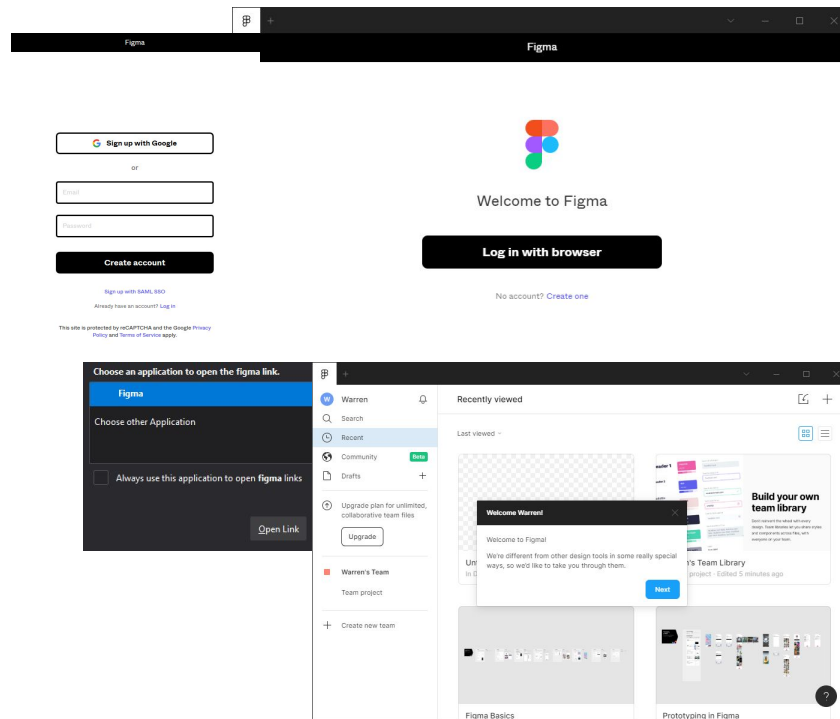 Figma
Sign up with Google
or
Email
Password
Create account
Sign up with SAML SSO
Already have an account? Log in
This site is protected by reCAPTCHA and the Google Privacy
Policy and Terms of Service apply.
Figma
Welcome to Figma
Log in with browser
No account? Create one
Choose an application to open the figma link.
Figma
Choose other Application
Always use this application to open figma links
Open Link
W Warren
Search
Recent
Community Beta
Drafts
Upgrade plan for unlimited,
collaborative team files
Upgrade
Warren's Team
Team project
Create new team
Recently viewed
Last viewed
Build your own
team library
Welcome Warren!
Welcome to Figma!
We're different from other design tools in some really special
ways, so we'd like to take you through them.
Next
's Team Library
project · Edited 5 minutes ago
Figma Basics
Prototyping in Figma
?